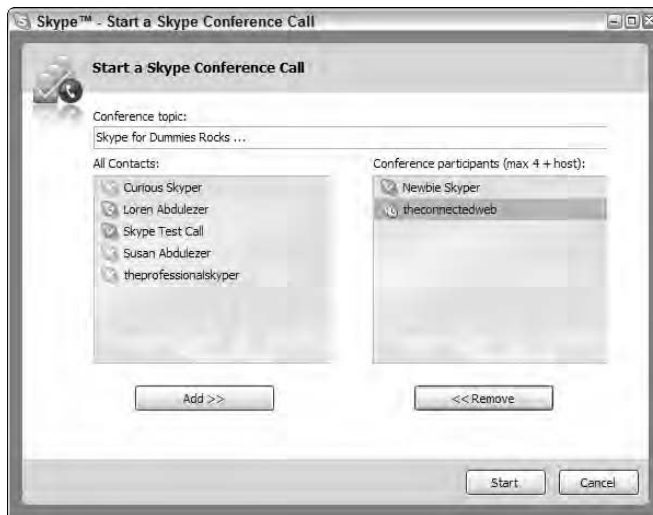 Skype™ - Start a Skype Conference Call
Start a Skype Conference Call
Conference topic:
Skype for Dummies Rocks ...
All Contacts:
Curious Skyper
Loren Abdulezer
Skype Test Call
Susan Abdulezer
theprofessionalskyper
Add >>
Conference participants (max 4 + host):
Newbie Skyper
theconnectedweb
<< Remove
Start
Cancel